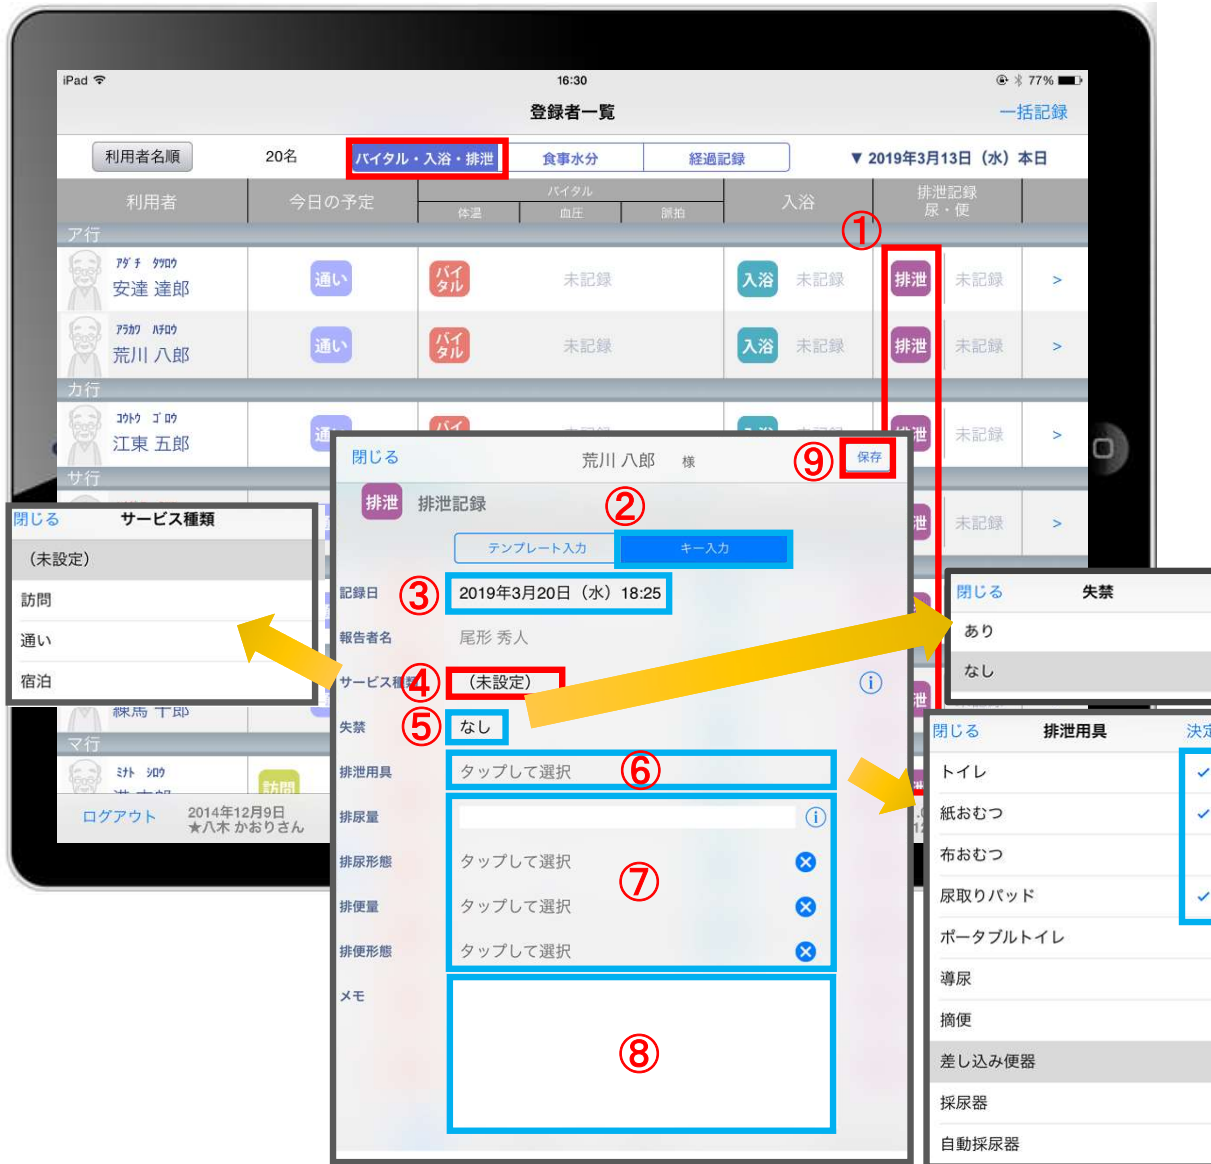 iPad 16:30 77%
登録者一覧 一括記録
利用者名順 20名 バイタル・入浴・排泄 食事水分 経過記録 ▼ 2019年3月13日（水）本日
利用者 今日の予定 バイタル 入浴 排泄記録
体温 血圧 脈拍 尿・便
①
ア行
ｱﾀﾞﾁ ﾀﾂﾛｳ
安達 達郎 通い バイタル 未記録 入浴 未記録 排泄 未記録 >
ｱﾗｶﾜ ﾊﾁﾛｳ
荒川 八郎 通い バイタル 未記録 入浴 未記録 排泄 未記録 >
カ行
ｺｳﾄｳ ｺﾞﾛｳ
江東 五郎 未記録 >
サ行
未記録 >
練馬 十郎
マ行
ﾐﾅﾄ ｼﾛｳ
訪問
ログアウト 2014年12月9日
★八木 かおりさん
閉じる 荒川 八郎 様 ⑨ 保存
排泄 排泄記録
②
テンプレート入力 キー入力
記録日 ③ 2019年3月20日（水）18:25
報告者名 尾形 秀人
サービス種類 ④ （未設定）
失禁 ⑤ なし
排泄用具 タップして選択 ⑥
排尿量
排尿形態 タップして選択
⑦
排便量 タップして選択
排便形態 タップして選択
メモ
⑧
閉じる サービス種類
（未設定）
訪問
通い
宿泊
閉じる 失禁
あり
なし
閉じる 排泄用具 決定
トイレ
紙おむつ
布おむつ
尿取りパッド
ポータブルトイレ
導尿
摘便
差し込み便器
採尿器
自動採尿器